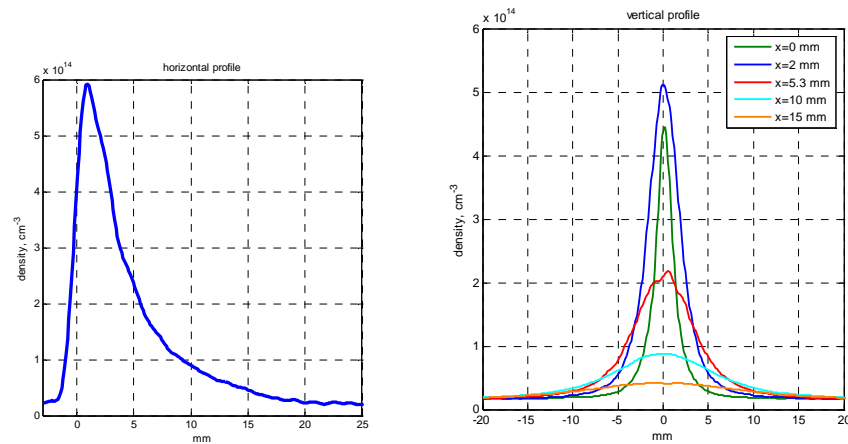 horizontal profile
x 10^14
6
5
4
3
2
1
0
0
5
10
15
20
25
density, cm^-3
mm
vertical profile
x 10^14
6
5
4
3
2
1
0
-20
-15
-10
-5
0
5
10
15
20
density, cm^-3
mm
x=0 mm
x=2 mm
x=5.3 mm
x=10 mm
x=15 mm